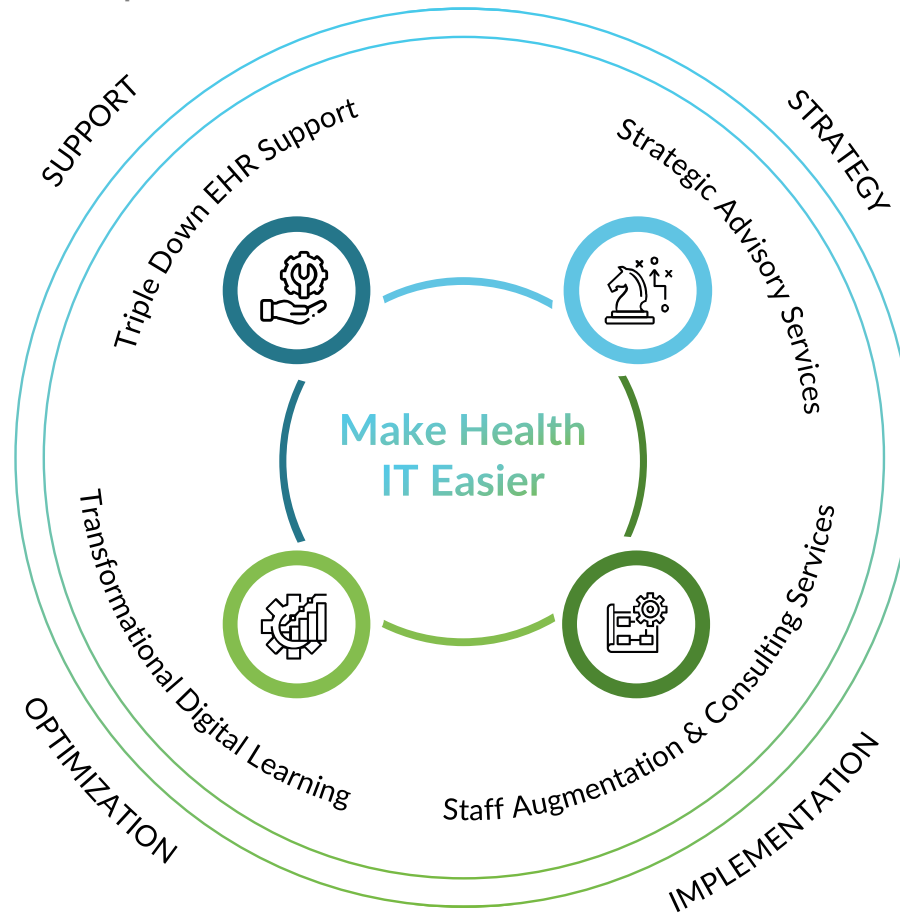 SUPPORT
STRATEGY
Triple Down EHR Support
Strategic Advisory Services
Make Health
IT Easier
Transformational Digital Learning
Staff Augmentation & Consulting Services
OPTIMIZATION
IMPLEMENTATION